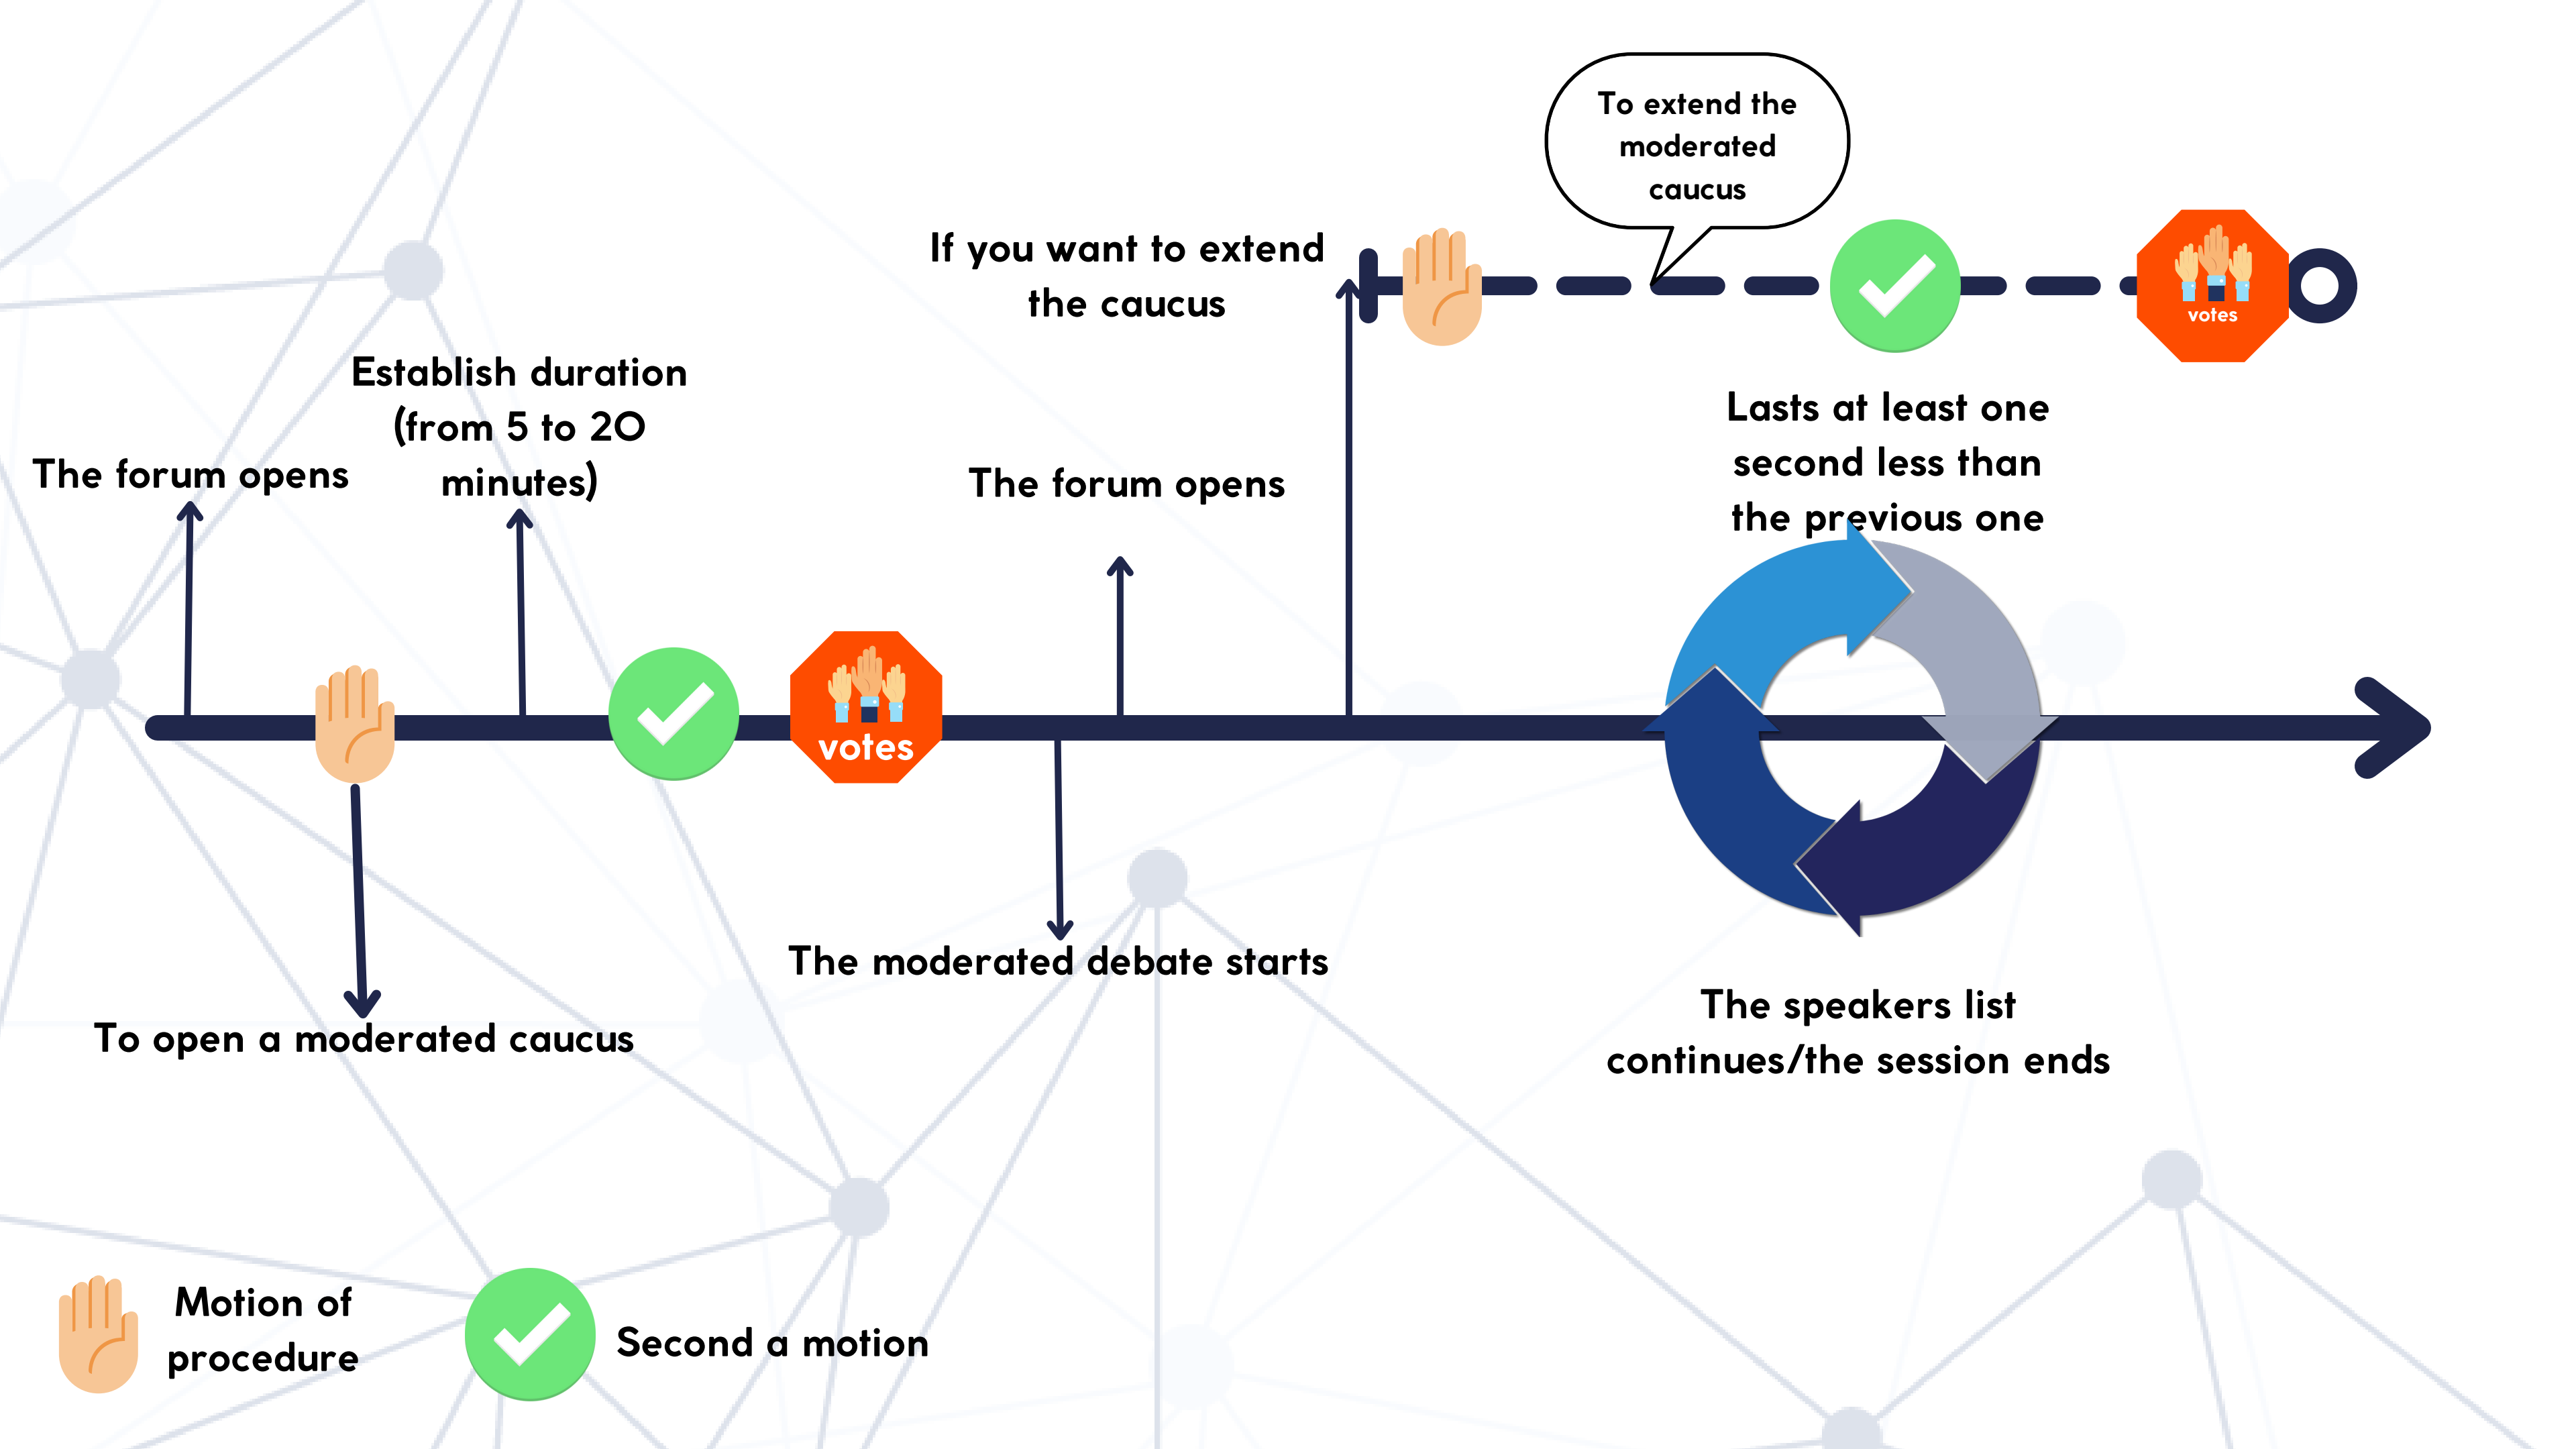 To extend the
moderated
caucus
If you want to extend
the caucus
votes
Establish duration
(from 5 to 20
minutes)
The forum opens
The forum opens
Lasts at least one
second less than
the previous one
votes
The moderated debate starts
To open a moderated caucus
The speakers list
continues/the session ends
Motion of
procedure
Second a motion